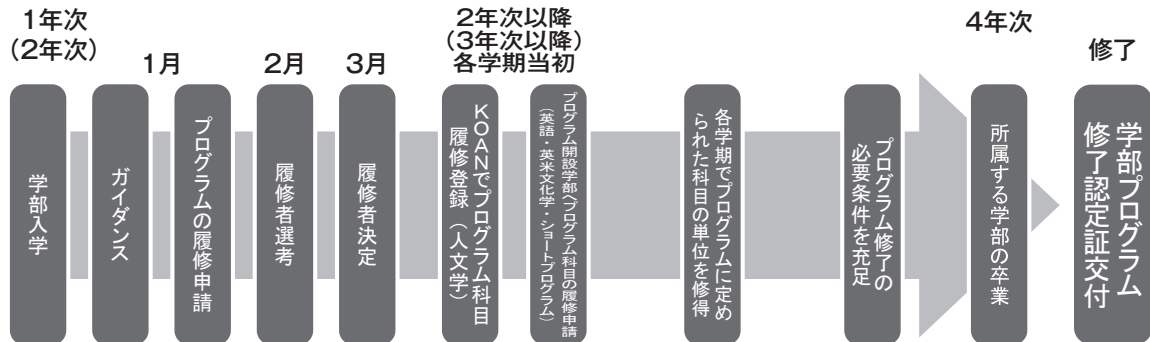 1年次
(2年次)
1月
2月
3月
2年次以降
(3年次以降)
各学期当初
4年次
修了
学部入学
ガイダンス
プログラムの履修申請
履修者選考
履修者決定
KOANでプログラム科目
履修登録(人文学)
プログラム開設学部へプログラム科目の履修申請
(英語・英米文化学・ショートプログラム)
各学期でプログラムに定め
られた科目の単位を修得
プログラム修了の
必要条件を充足
所属する学部の卒業
学部プログラム
修了認定証交付